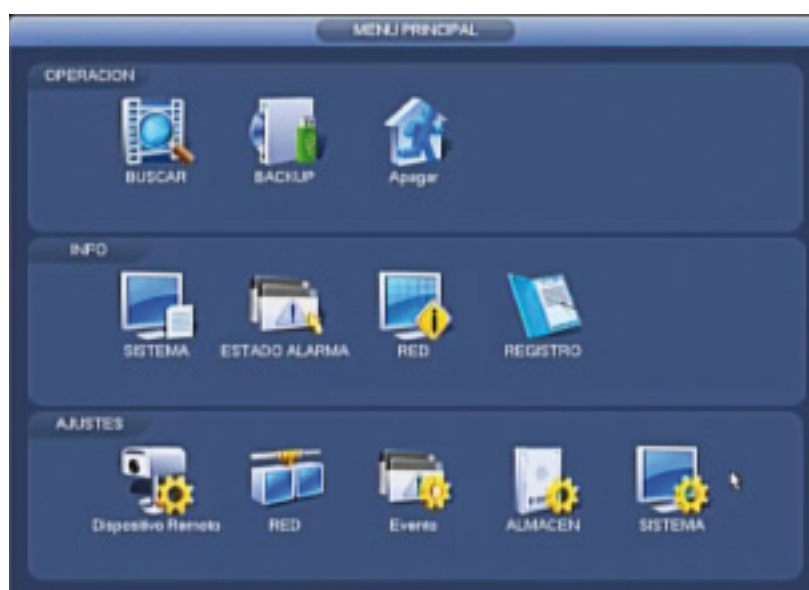 MENU PRINCIPAL
OPERACION
BUSCAR BACKUP Apagar
INFO
SISTEMA ESTADO ALARMA RED REGISTRO
AJUSTES
Dispositivo Remoto RED Evento ALMACEN SISTEMA